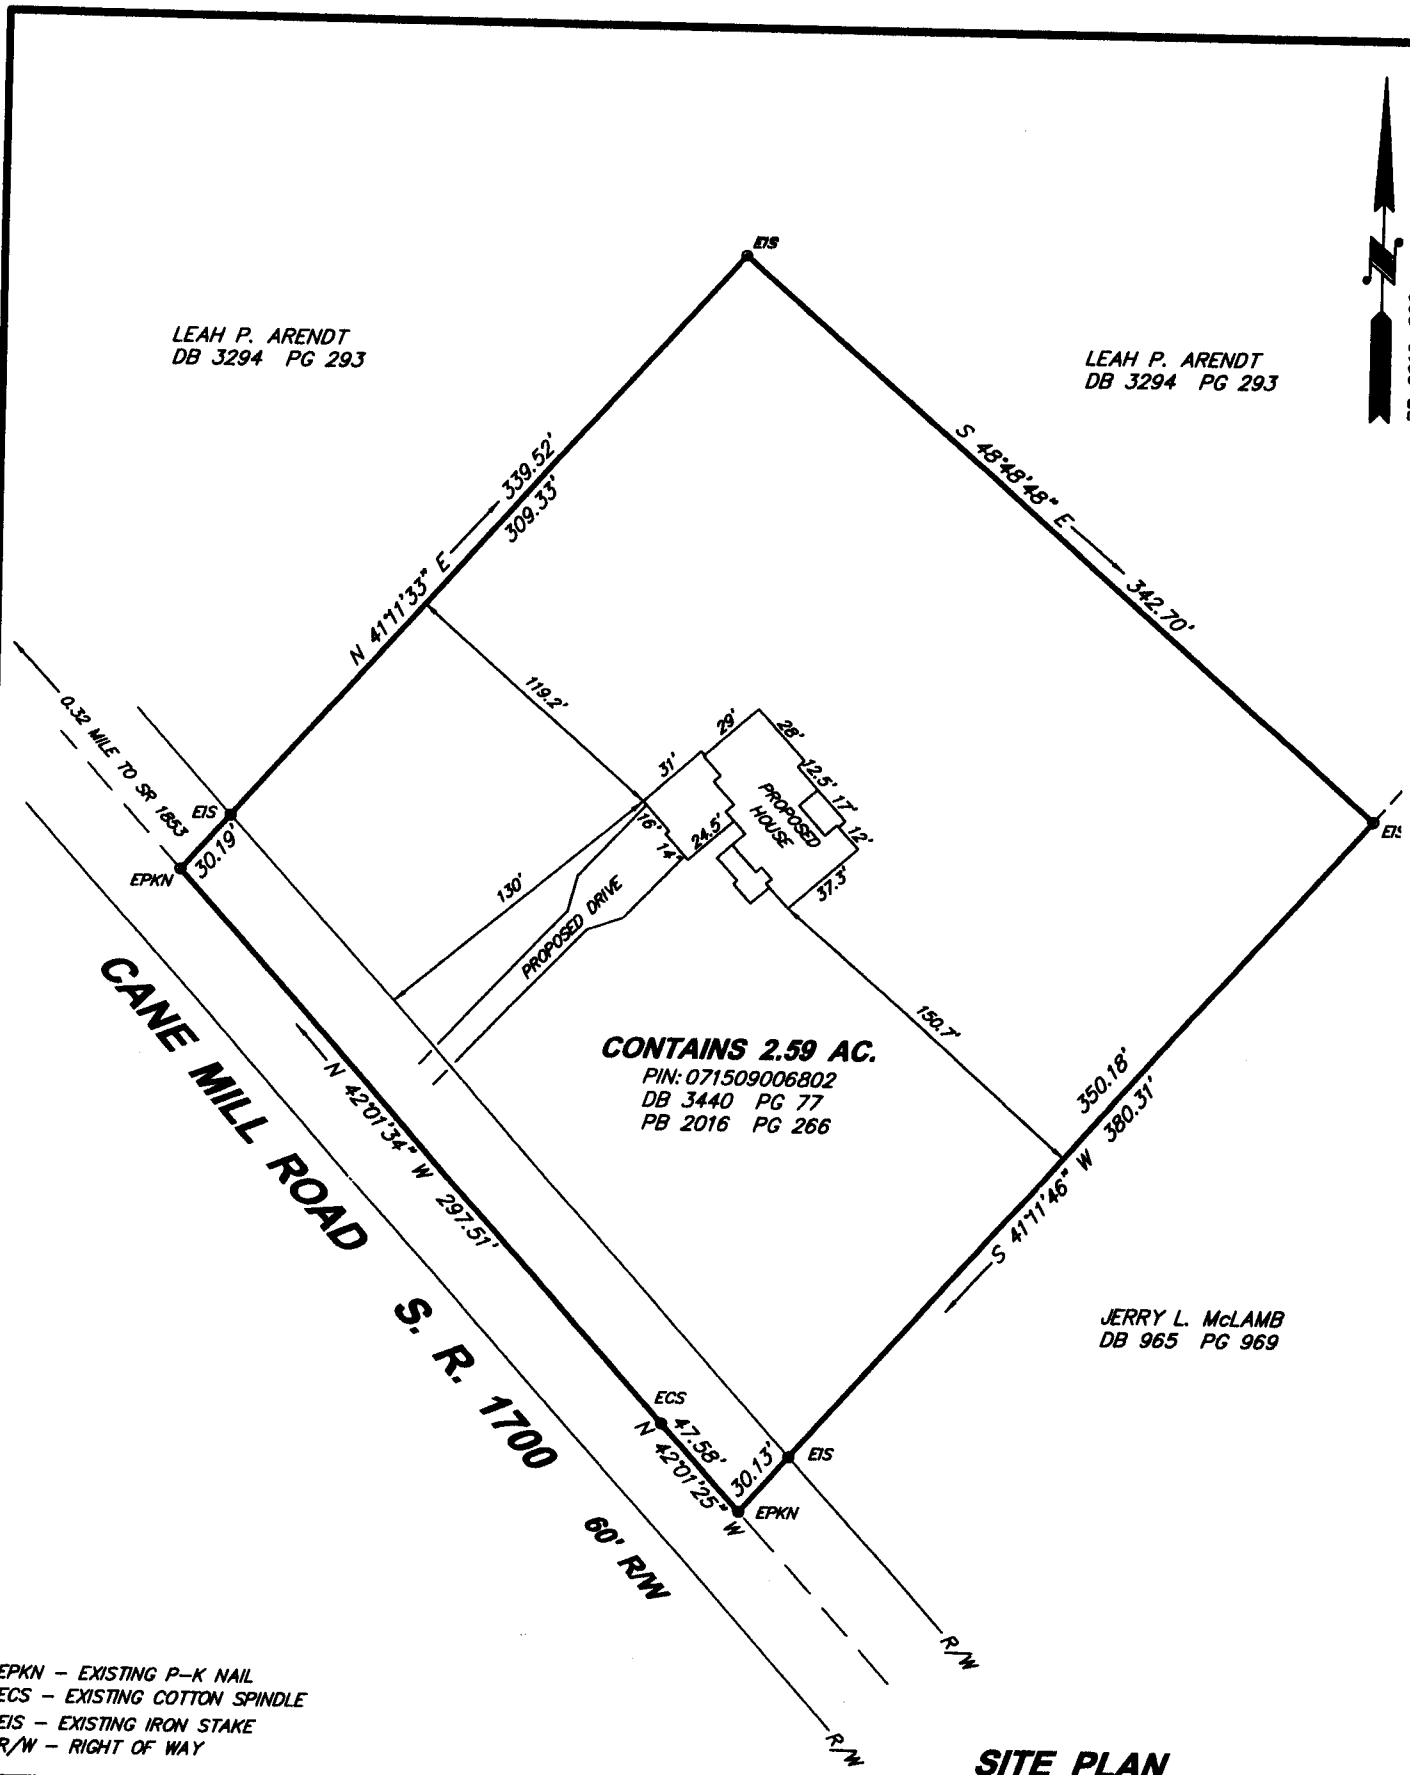 EIS
LEAH P. ARENDT
DB 3294 PG 293
LEAH P. ARENDT
DB 3294 PG 293
N
S 48°48'48" E
342.70'
N 41°11'33" E
339.52'
309.33'
119.2'
0.32 MILE TO SR 1853
EIS
30.19'
EPKN
31'
29'
28'
12.5'
17'
12'
PROPOSED
HOUSE
16'
14'
24.5'
37.3'
130'
PROPOSED DRIVE
EIS
150.7'
CONTAINS 2.59 AC.
PIN: 071509006802
DB 3440 PG 77
PB 2016 PG 266
350.18'
S 41°11'46" W 380.31'
CANE MILL ROAD S. R. 1700 60' R/W
N 42°01'34" W 297.51'
ECS
47.58'
N 42°01'25" W
30.13'
EIS
EPKN
JERRY L. McLAMB
DB 965 PG 969
R/W
R/W
EPKN - EXISTING P-K NAIL
ECS - EXISTING COTTON SPINDLE
EIS - EXISTING IRON STAKE
R/W - RIGHT OF WAY
SITE PLAN